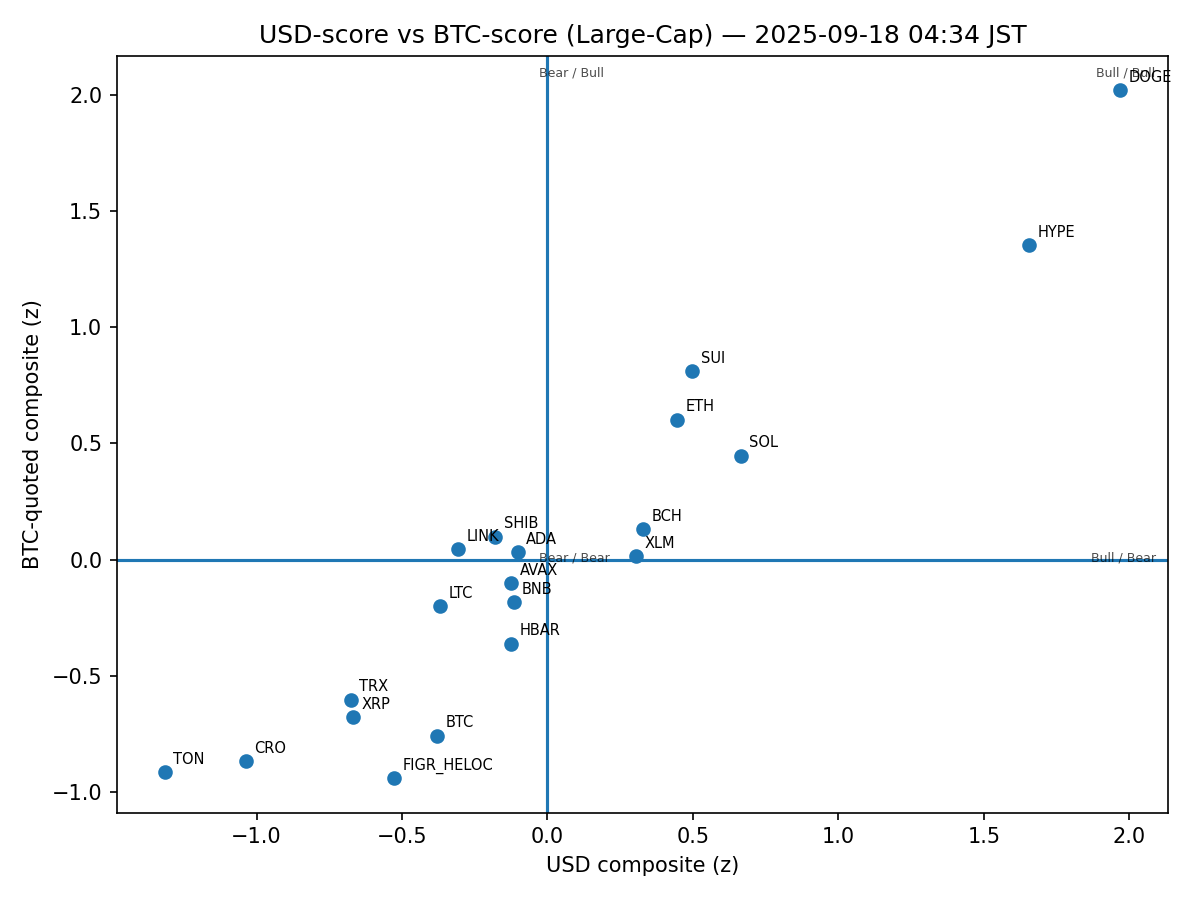 USD-score vs BTC-score (Large-Cap) — 2025-09-18 04:34 JST
Bear / Bull
Bull / Bull
DOGE
2.0
1.5
HYPE
1.0
SUI
ETH
0.5
SOL
BCH
SHIB
LINK
ADA
XLM
0.0
Bear / Bear
Bull / Bear
AVAX
BNB
LTC
HBAR
−0.5
TRX
XRP
BTC
CRO
TON
FIGR_HELOC
−1.0
BTC-quoted composite (z)
−1.0
−0.5
0.0
0.5
1.0
1.5
2.0
USD composite (z)